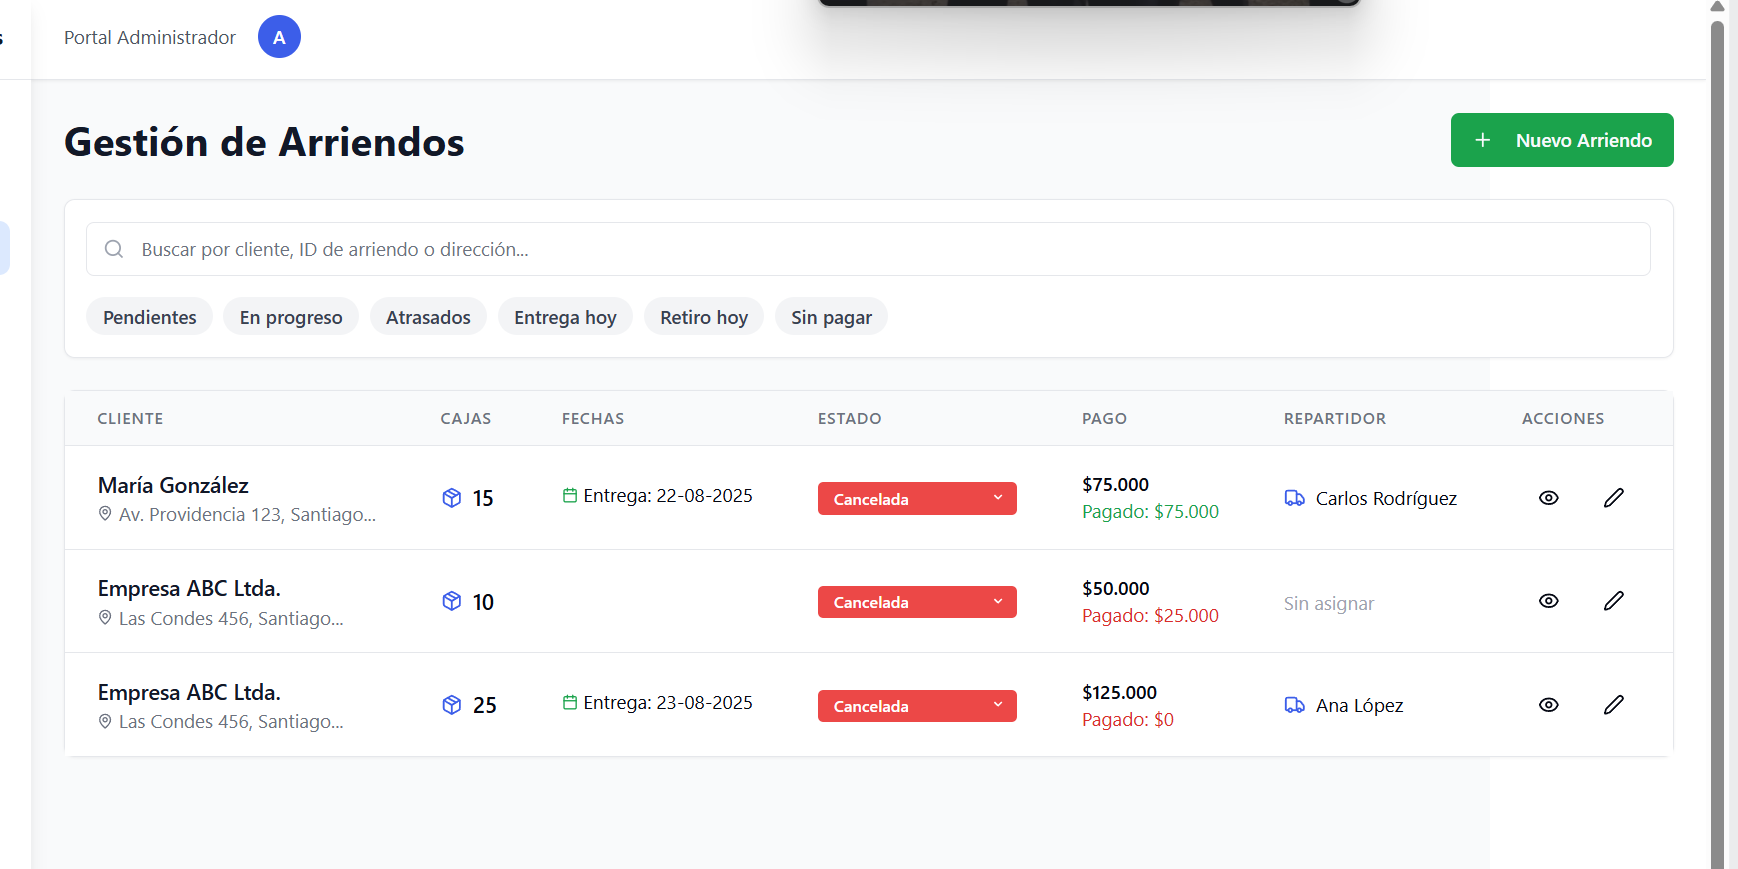 Portal Administrador
A
Gestión de Arriendos
Nuevo Arriendo
Buscar por cliente, ID de arriendo o dirección...
Pendientes
En progreso
Atrasados
Entrega hoy
Retiro hoy
Sin pagar
CLIENTE
CAJAS
FECHAS
ESTADO
PAGO
REPARTIDOR
ACCIONES
María González
Av. Providencia 123, Santiago...
15
Entrega: 22-08-2025
Cancelada
$75.000
Pagado: $75.000
Carlos Rodríguez
Empresa ABC Ltda.
Las Condes 456, Santiago...
10
Cancelada
$50.000
Pagado: $25.000
Sin asignar
Empresa ABC Ltda.
Las Condes 456, Santiago...
25
Entrega: 23-08-2025
Cancelada
$125.000
Pagado: $0
Ana López